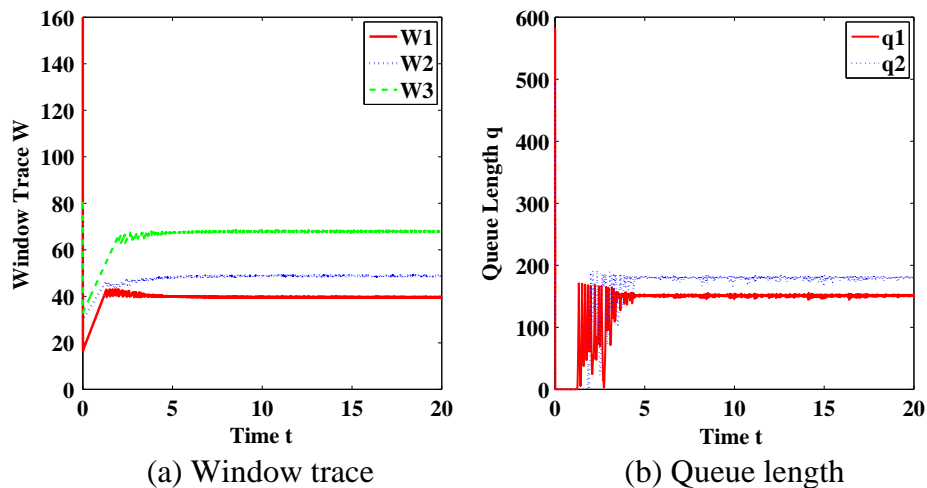 160
140
120
100
80
60
40
20
0
0 5 10 15 20
Window Trace W
Time t
W1
W2
W3
(a) Window trace
600
500
400
300
200
100
0
0 5 10 15 20
Queue Length q
Time t
q1
q2
(b) Queue length